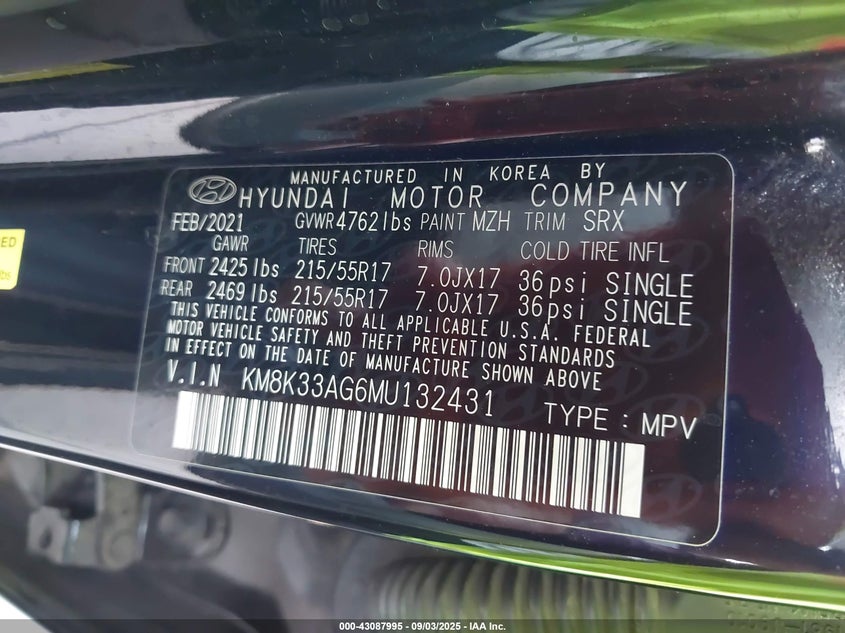 MANUFACTURED IN KOREA BY
HYUNDAI MOTOR COMPANY
FEB/2021 GVWR 4762lbs PAINT MZH TRIM SRX
GAWR TIRES RIMS COLD TIRE INFL
FRONT 2425lbs 215/55R17 7.0JX17 36psi SINGLE
REAR 2469lbs 215/55R17 7.0JX17 36psi SINGLE
THIS VEHICLE CONFORMS TO ALL APPLICABLE U.S.A. FEDERAL
MOTOR VEHICLE SAFETY AND THEFT PREVENTION STANDARDS
IN EFFECT ON THE DATE OF MANUFACTURE SHOWN ABOVE
V.I.N KM8K33AG6MU132431 TYPE : MPV
000-43087995 - 09/03/2025 - IAA Inc.